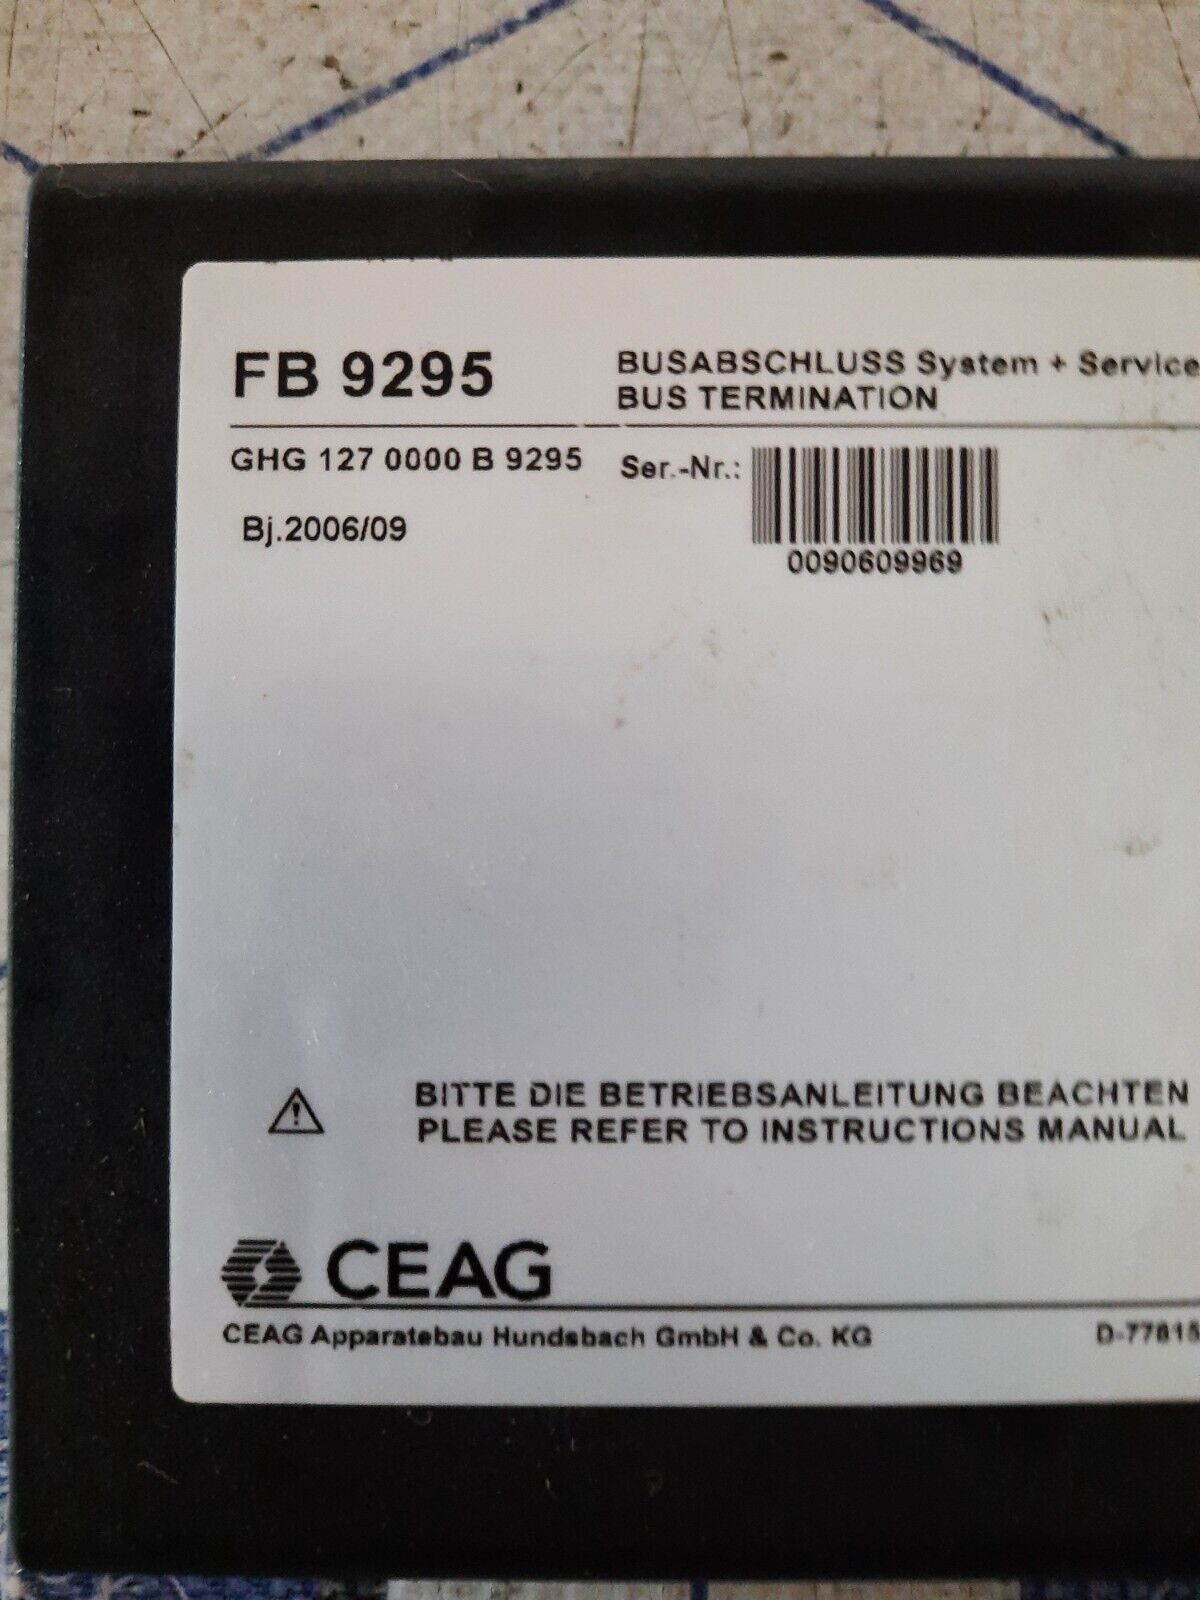 FB 9295
BUSABSCHLUSS System + Service
BUS TERMINATION
GHG 127 0000 B 9295
Ser.-Nr.:
0090609969
Bj.2006/09
BITTE DIE BETRIEBSANLEITUNG BEACHTEN
PLEASE REFER TO INSTRUCTIONS MANUAL
CEAG
CEAG Apparatebau Hundsbach GmbH & Co. KG
D-77815